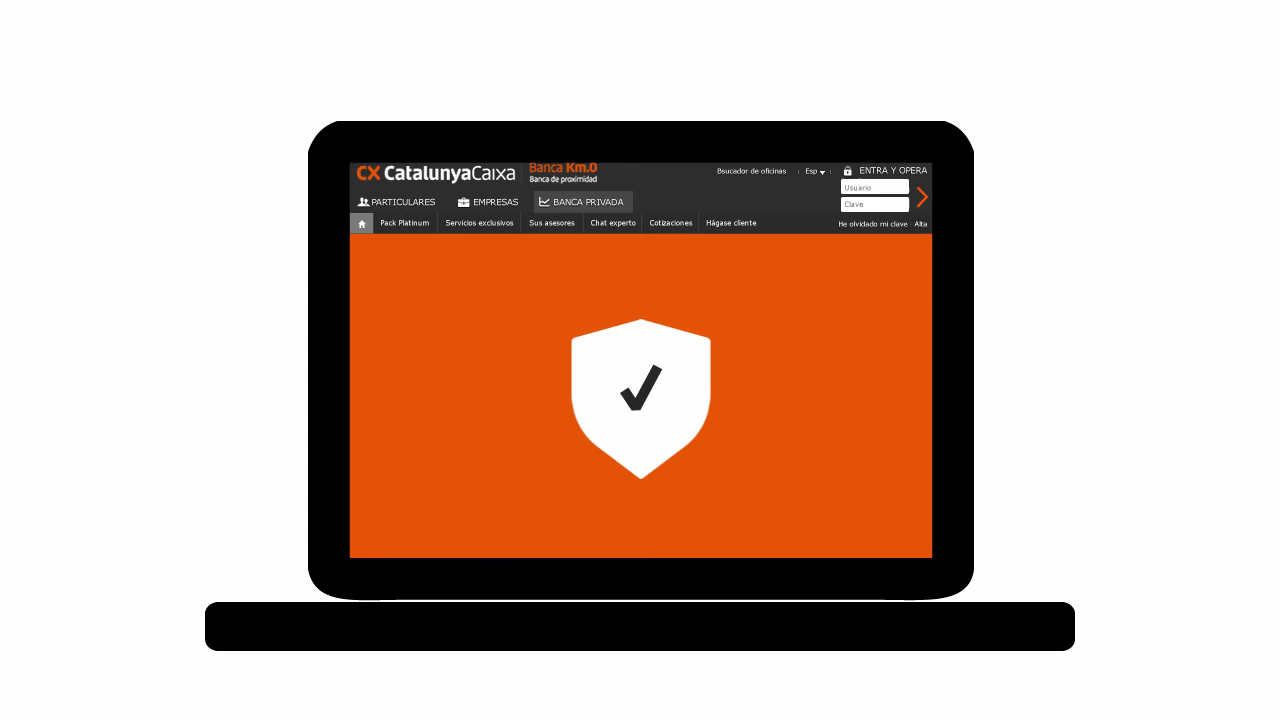 CX CatalunyaCaixa
Banca Km.0
Banca de proximidad
Bsucador de oficinas
Esp
ENTRA Y OPERA
Usuario
Clave
PARTICULARES
EMPRESAS
BANCA PRIVADA
Pack Platinum
Servicios exclusivos
Sus asesores
Chat experto
Cotizaciones
Hágase cliente
He olvidado mi clave
Alta